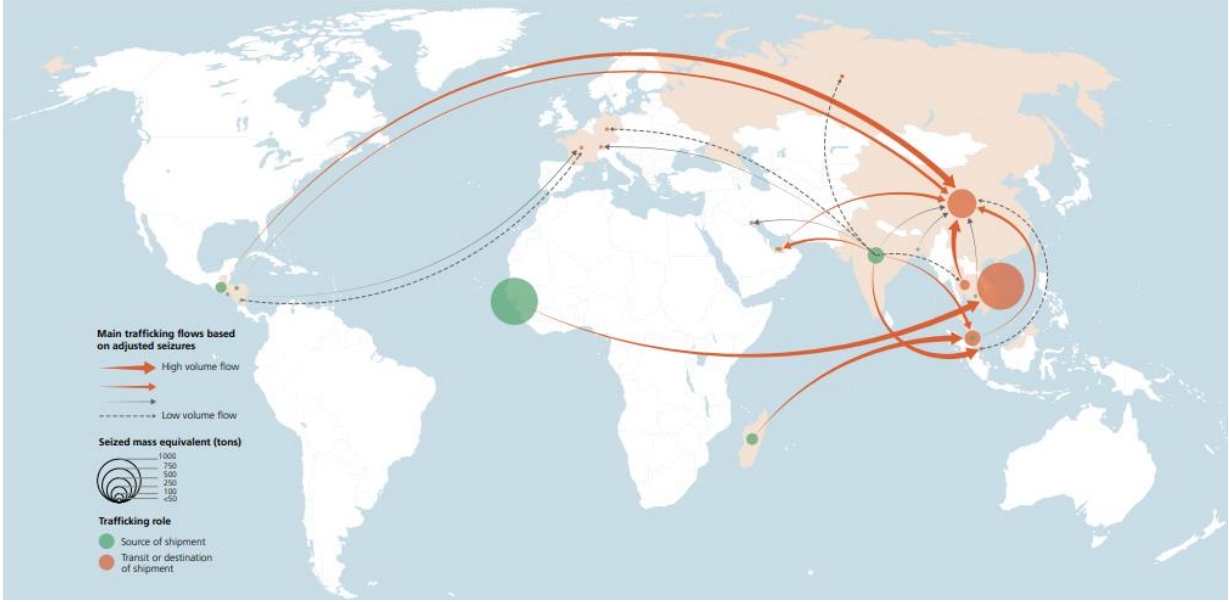 Main trafficking flows based
on adjusted seizures
High volume flow
Low volume flow
Seized mass equivalent (tons)
1000
750
500
250
100
<50
Trafficking role
Source of shipment
Transit or destination
of shipment